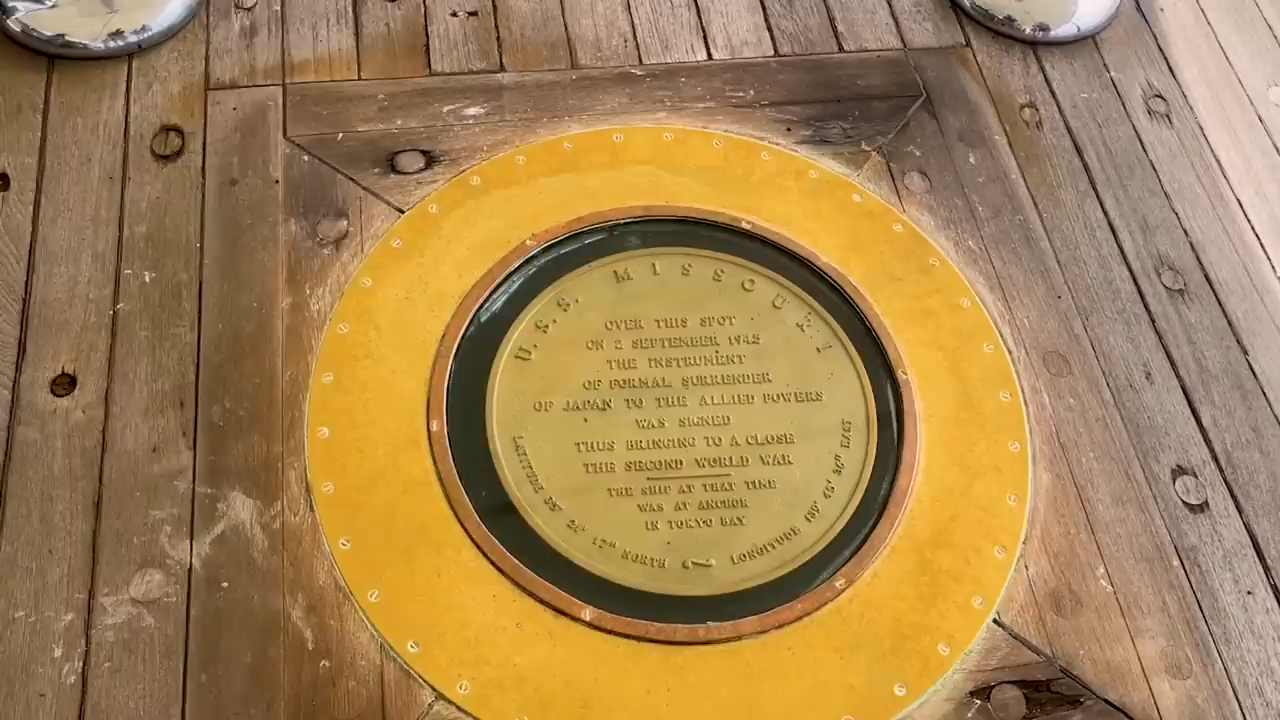 U.S.S. MISSOURI
OVER THIS SPOT
ON 2 SEPTEMBER 1945
THE INSTRUMENT
OF FORMAL SURRENDER
OF JAPAN TO THE ALLIED POWERS
WAS SIGNED
THUS BRINGING TO A CLOSE
THE SECOND WORLD WAR
THE SHIP AT THAT TIME
WAS AT ANCHOR
IN TOKYO BAY
LATITUDE 35° 21' 17" NORTH
LONGITUDE 139° 45' 36" EAST